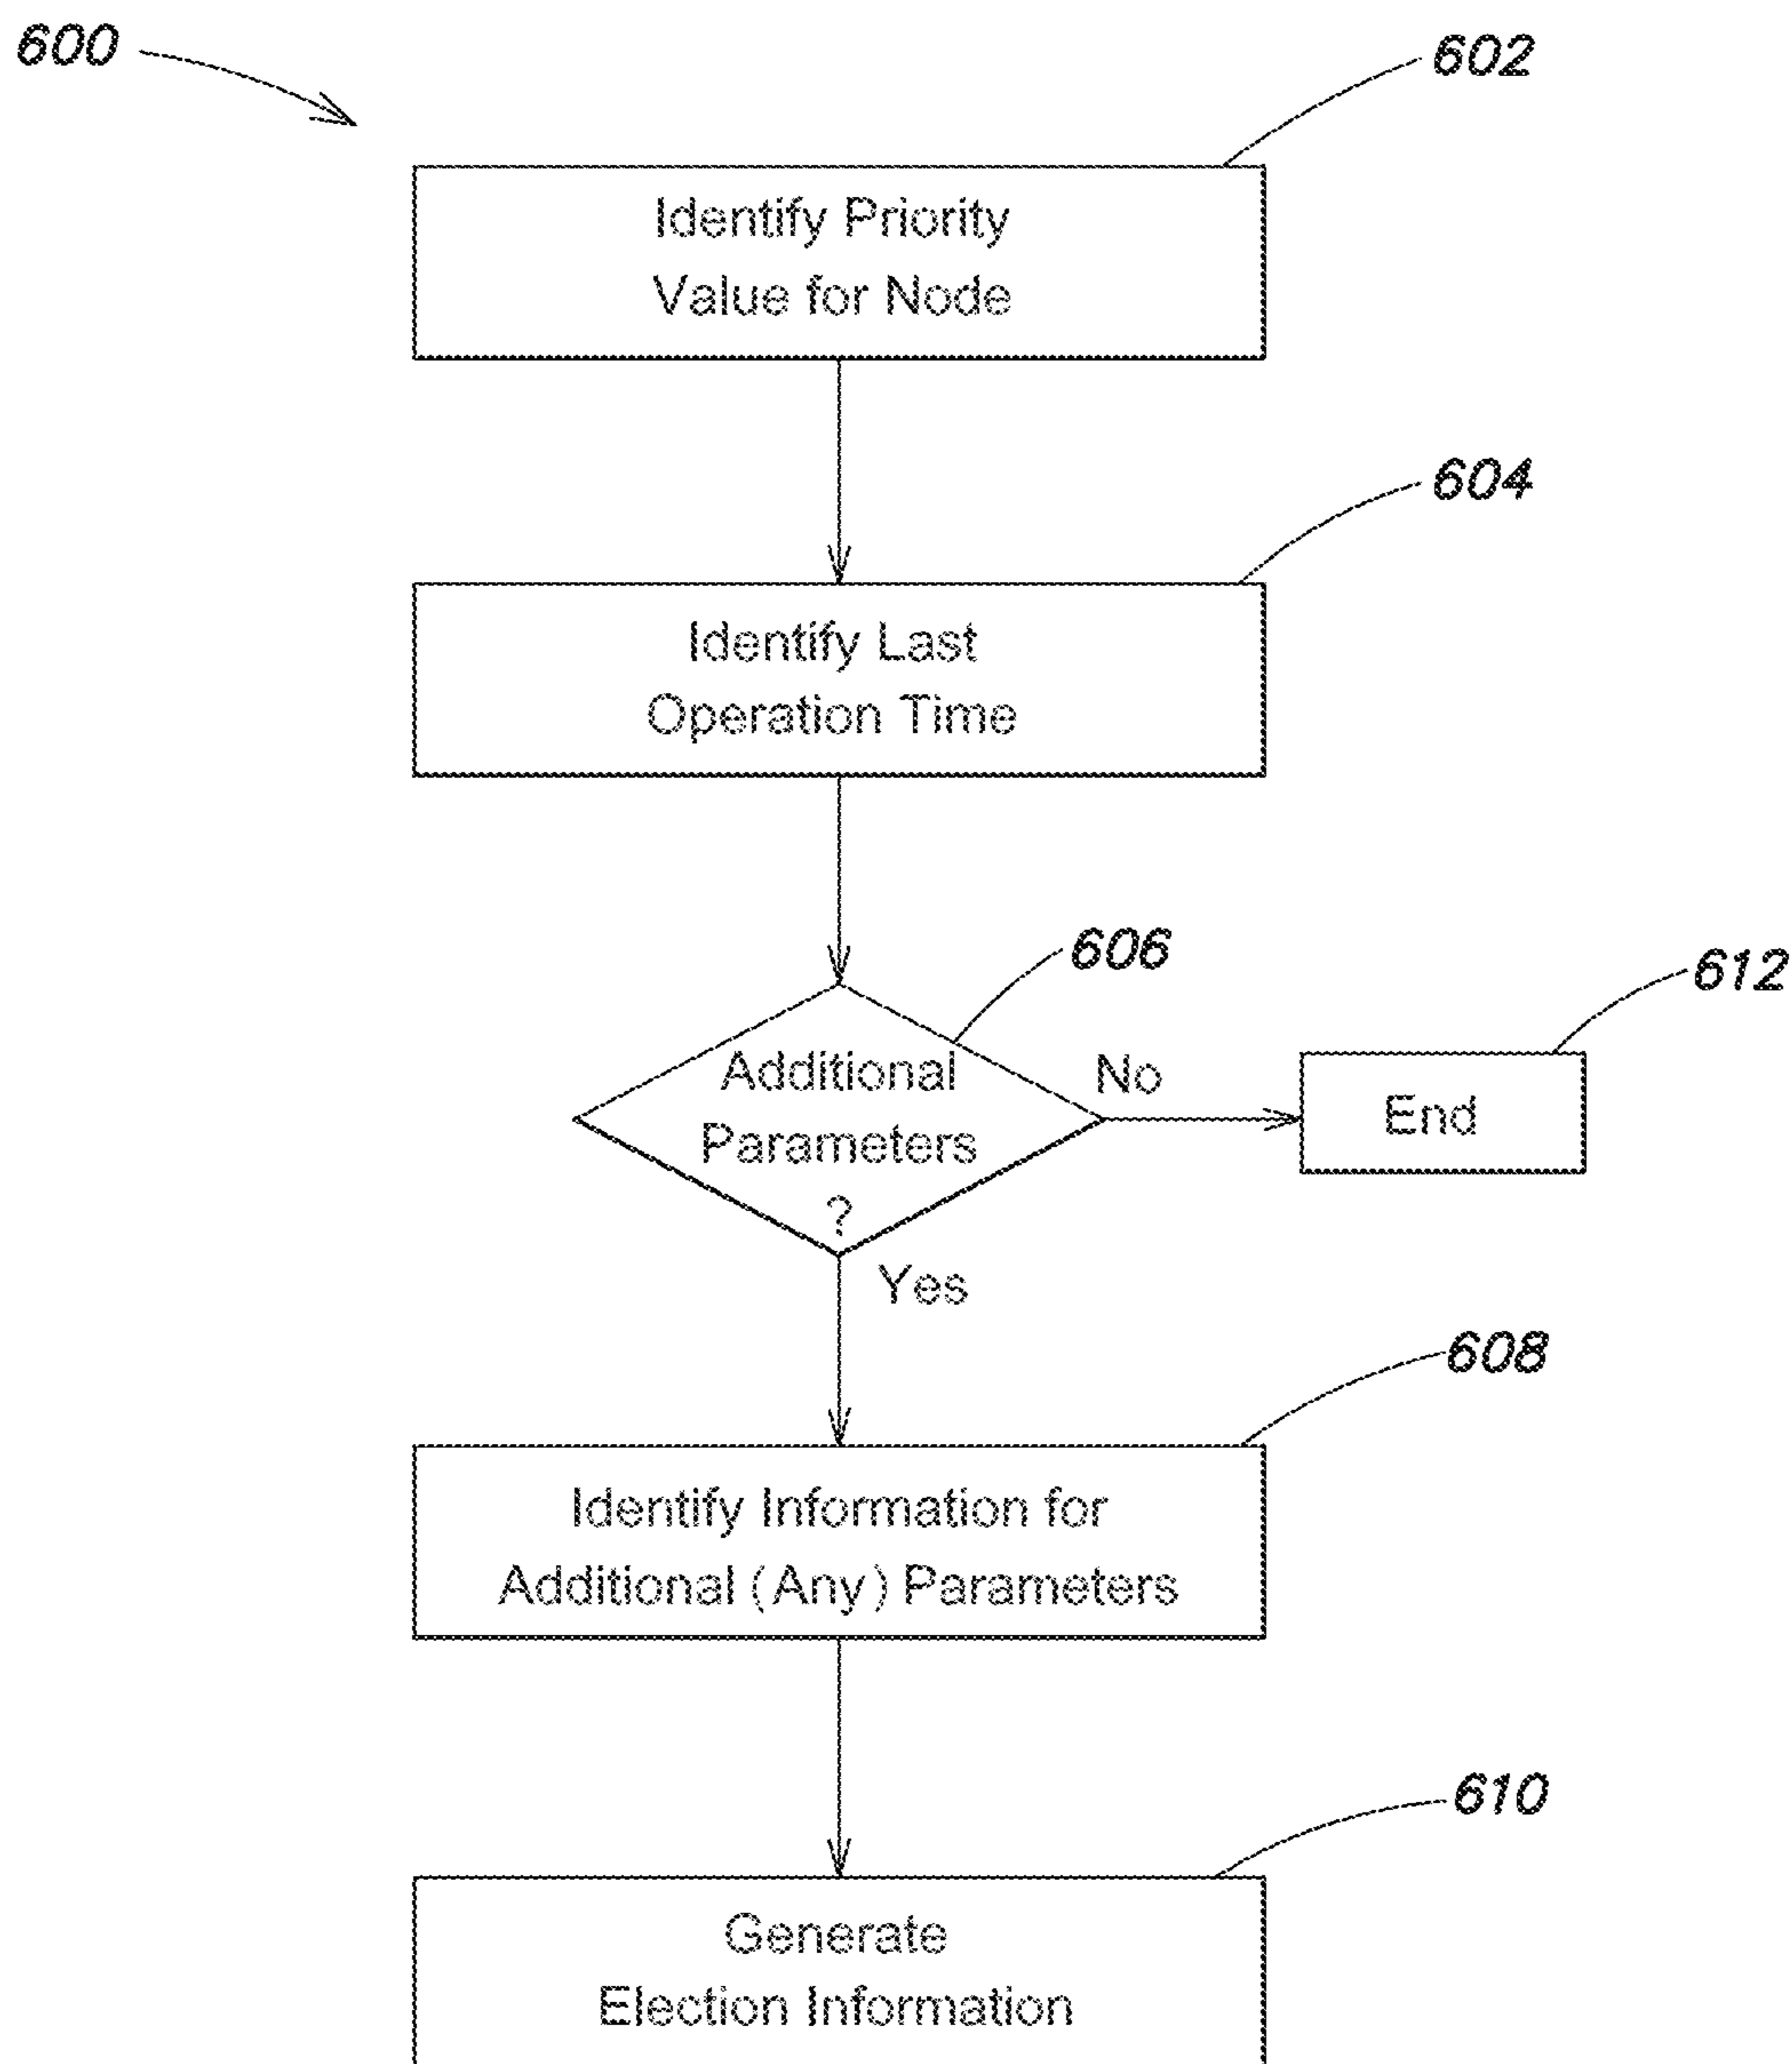 600
602
Identify Priority
Value for Node
604
Identify Last
Operation Time
606
612
Additional
Parameters
?
No
End
Yes
608
Identify Information for
Additional (Any) Parameters
610
Generate
Election Information